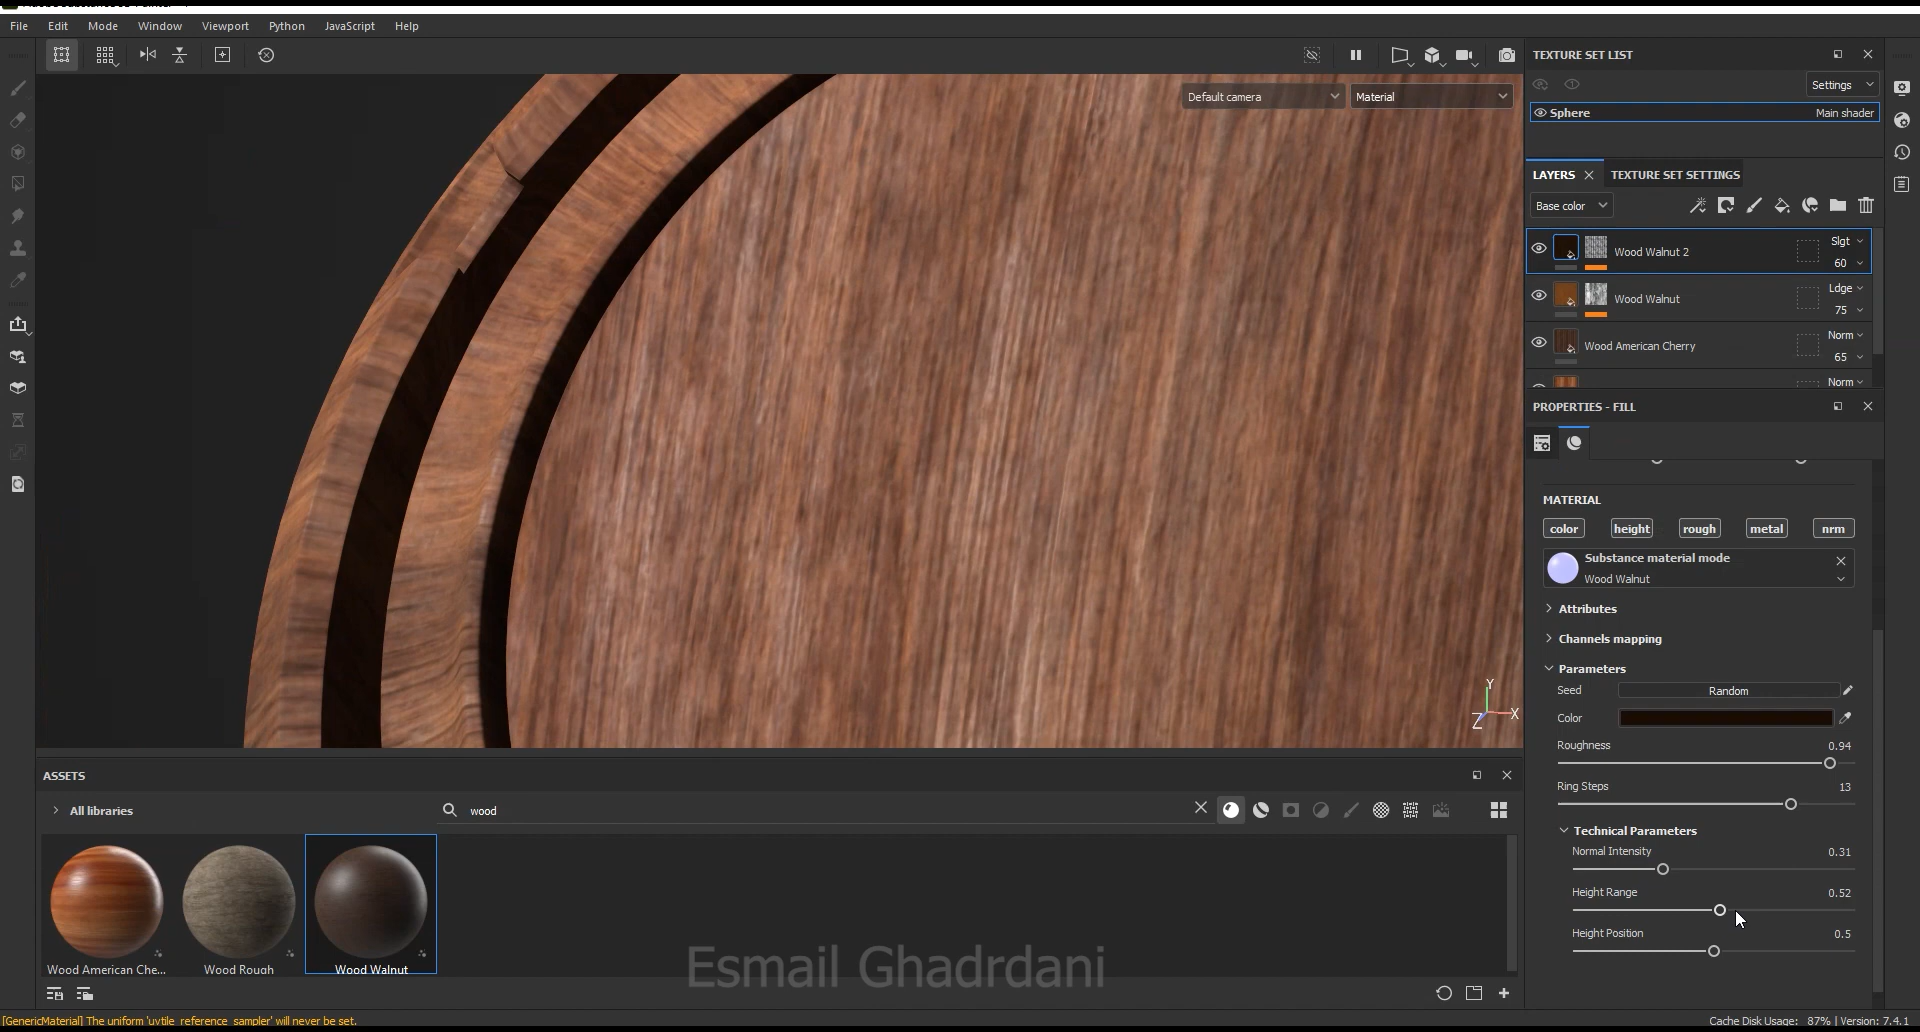 File Edit Mode Window Viewport Python JavaScript Help
Default camera Material
Y
X
Z
TEXTURE SET LIST
Settings
Sphere Main shader
LAYERS TEXTURE SET SETTINGS
Base color
Wood Walnut 2 Slgt
60
Wood Walnut Ldge
75
Wood American Cherry Norm
65
Norm
PROPERTIES - FILL
MATERIAL
color height rough metal nrm
Substance material mode
Wood Walnut
Attributes
Channels mapping
Parameters
Seed Random
Color
Roughness 0.94
Ring Steps 13
Technical Parameters
Normal Intensity 0.31
Height Range 0.52
Height Position 0.5
ASSETS
All libraries wood
Wood American Che... Wood Rough Wood Walnut
Esmail Ghadrdani
[GenericMaterial] The uniform 'uvtile_reference_sampler' will never be set.
Cache Disk Usage: 87% | Version: 7.4.1